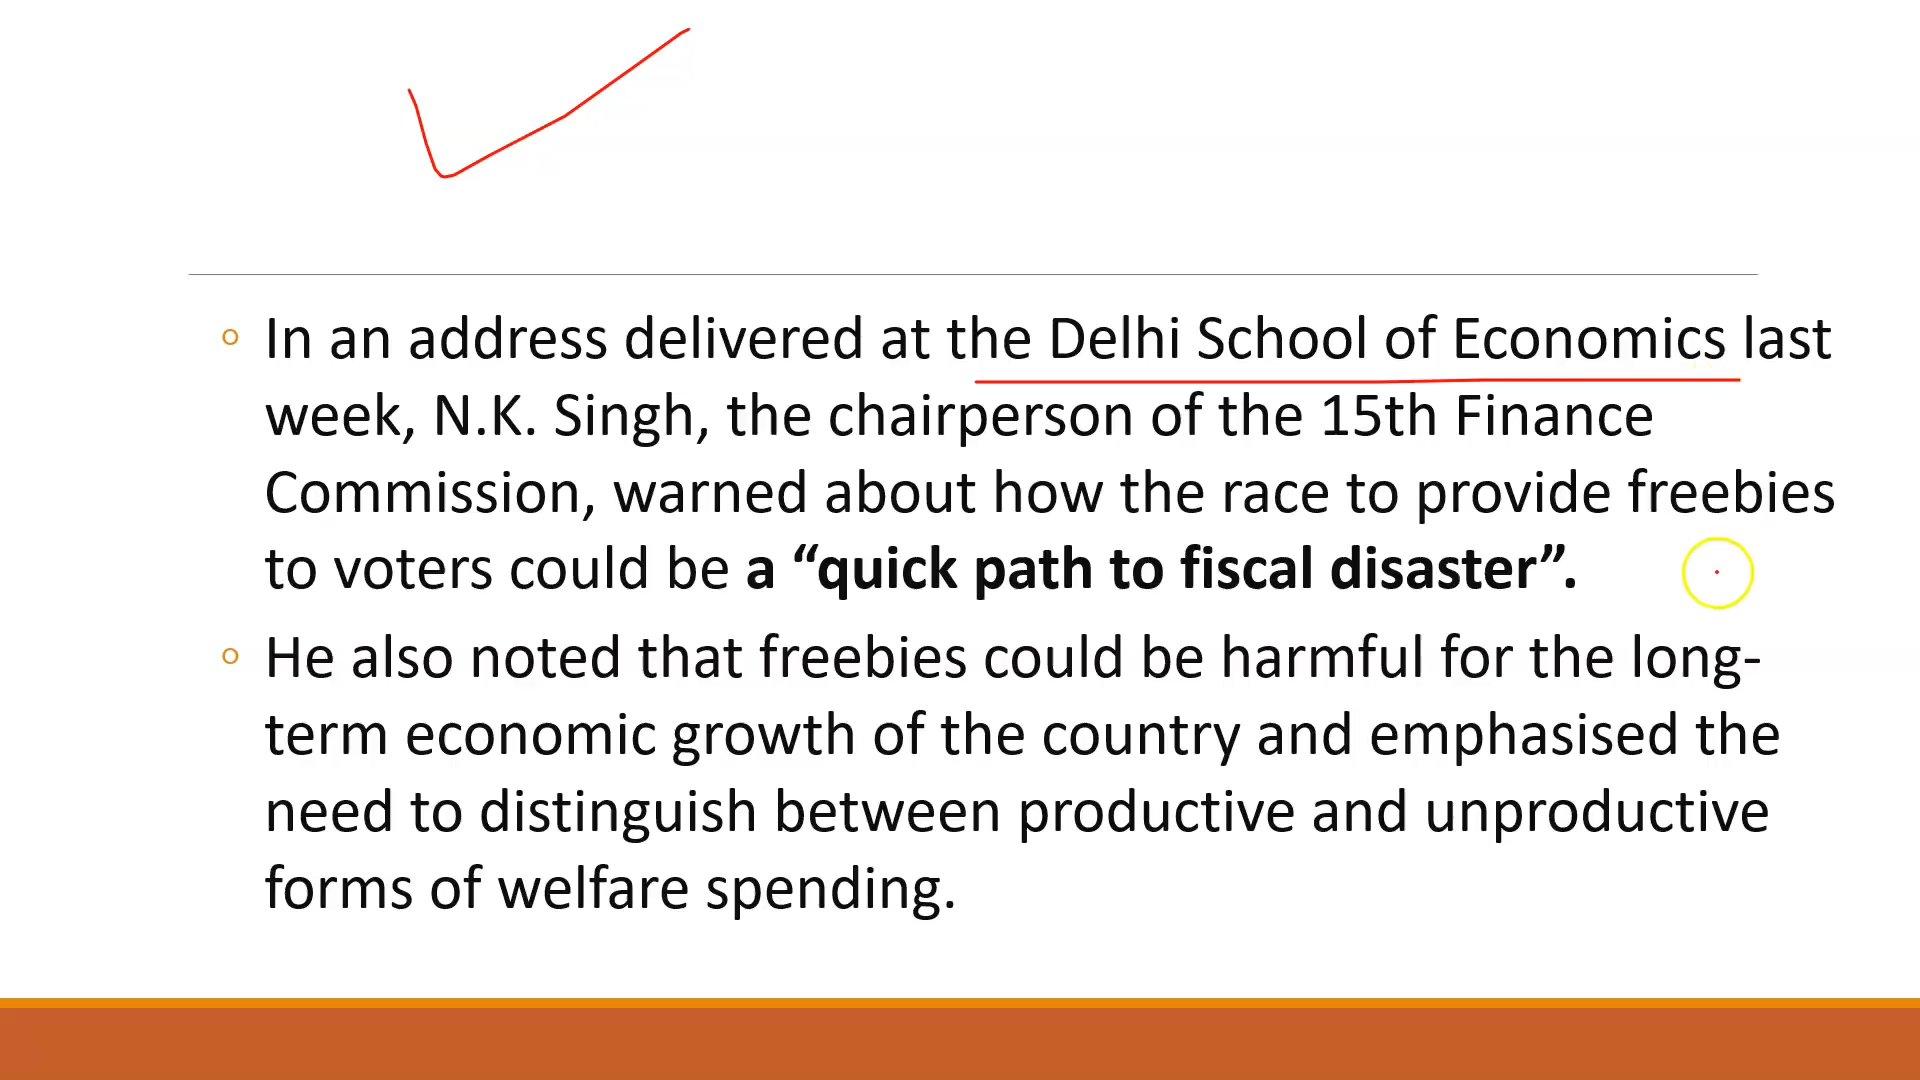 In an address delivered at the Delhi School of Economics last
week, N.K. Singh, the chairperson of the 15th Finance
Commission, warned about how the race to provide freebies
to voters could be a “quick path to fiscal disaster”.
He also noted that freebies could be harmful for the long-
term economic growth of the country and emphasised the
need to distinguish between productive and unproductive
forms of welfare spending.